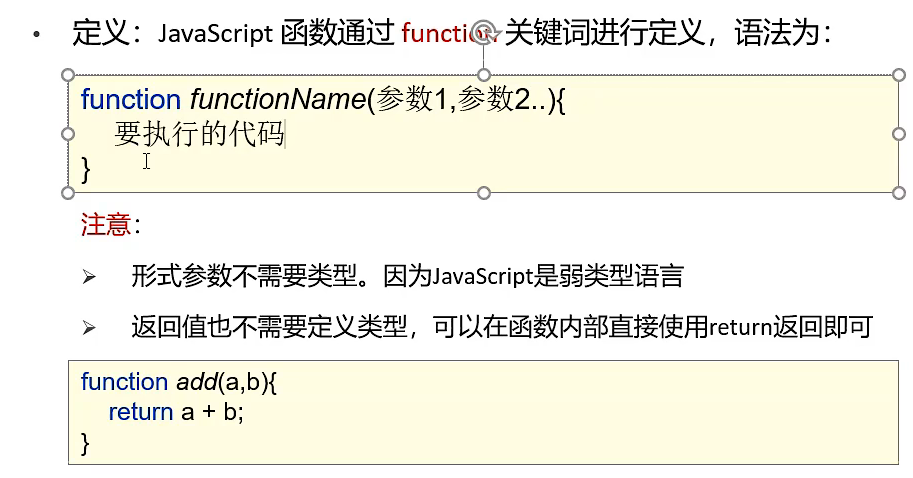 • 定义：JavaScript 函数通过 function 关键词进行定义，语法为：
function functionName(参数1,参数2..){
要执行的代码
}
注意：
➢ 形式参数不需要类型。因为JavaScript是弱类型语言
➢ 返回值也不需要定义类型，可以在函数内部直接使用return返回即可
function add(a,b){
return a + b;
}